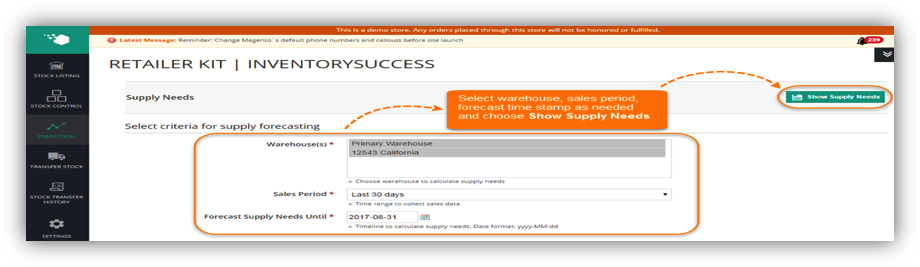 This is a demo store. Any orders placed through this store will not be honored or fulfilled.
Latest Message: Reminder: Change Magento`s default phone numbers and callouts before site launch
239
RETAILER KIT | INVENTORYSUCCESS
STOCK LISTING
STOCK CONTROL
PREDICTION
TRANSFER STOCK
STOCK TRANSFER
HISTORY
SETTINGS
Supply Needs
Select warehouse, sales period,
forecast time stamp as needed
and choose Show Supply Needs
Show Supply Needs
Select criteria for supply forecasting
Warehouse(s) *
Primary Warehouse
12543 California
Choose warehouse to calculate supply needs
Sales Period *
Last 30 days
Time range to collect sales data
Forecast Supply Needs Until *
2017-08-31
Timeline to calculate supply needs. Date format: yyyy-MM-dd